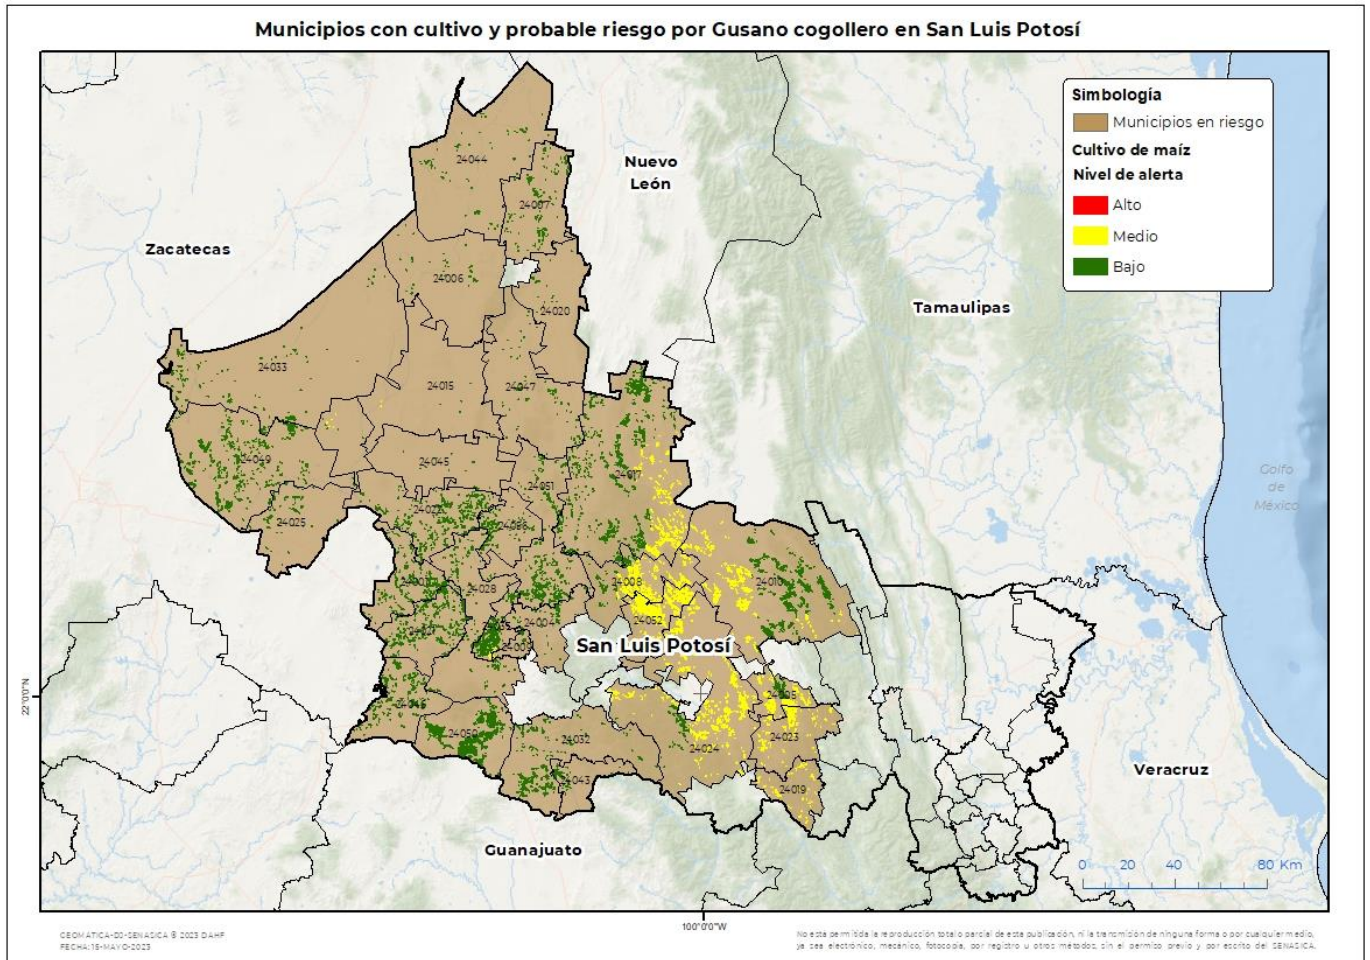 Municipios con cultivo y probable riesgo por Gusano cogollero en San Luis Potosí
Simbología
Municipios en riesgo
Cultivo de maíz
Nivel de alerta
Alto
Medio
Bajo
Nuevo
León
Zacatecas
Tamaulipas
24044
24007
24006
24020
24033
24015
24047
24049
24045
24017
24051
24025
24028
24008
24010
24004
24052
San Luis Potosí
Golfo
de
México
22°0'0"N
24050
24032
24024
24023
24043
24019
Veracruz
Guanajuato
0 20 40 80 Km
100°0'0"W
GEOMATICA-DJ-SENASICA ® 2023 DAHF
FECHA:15-MAYO-2023
No está permitida la reproducción total o parcial de esta publicación, ni la transmisión de ninguna forma o por cualquier medio,
ya sea electrónico, mecánico, fotocopia, por registro u otros métodos, sin el permiso previo y por escrito del SENASICA.